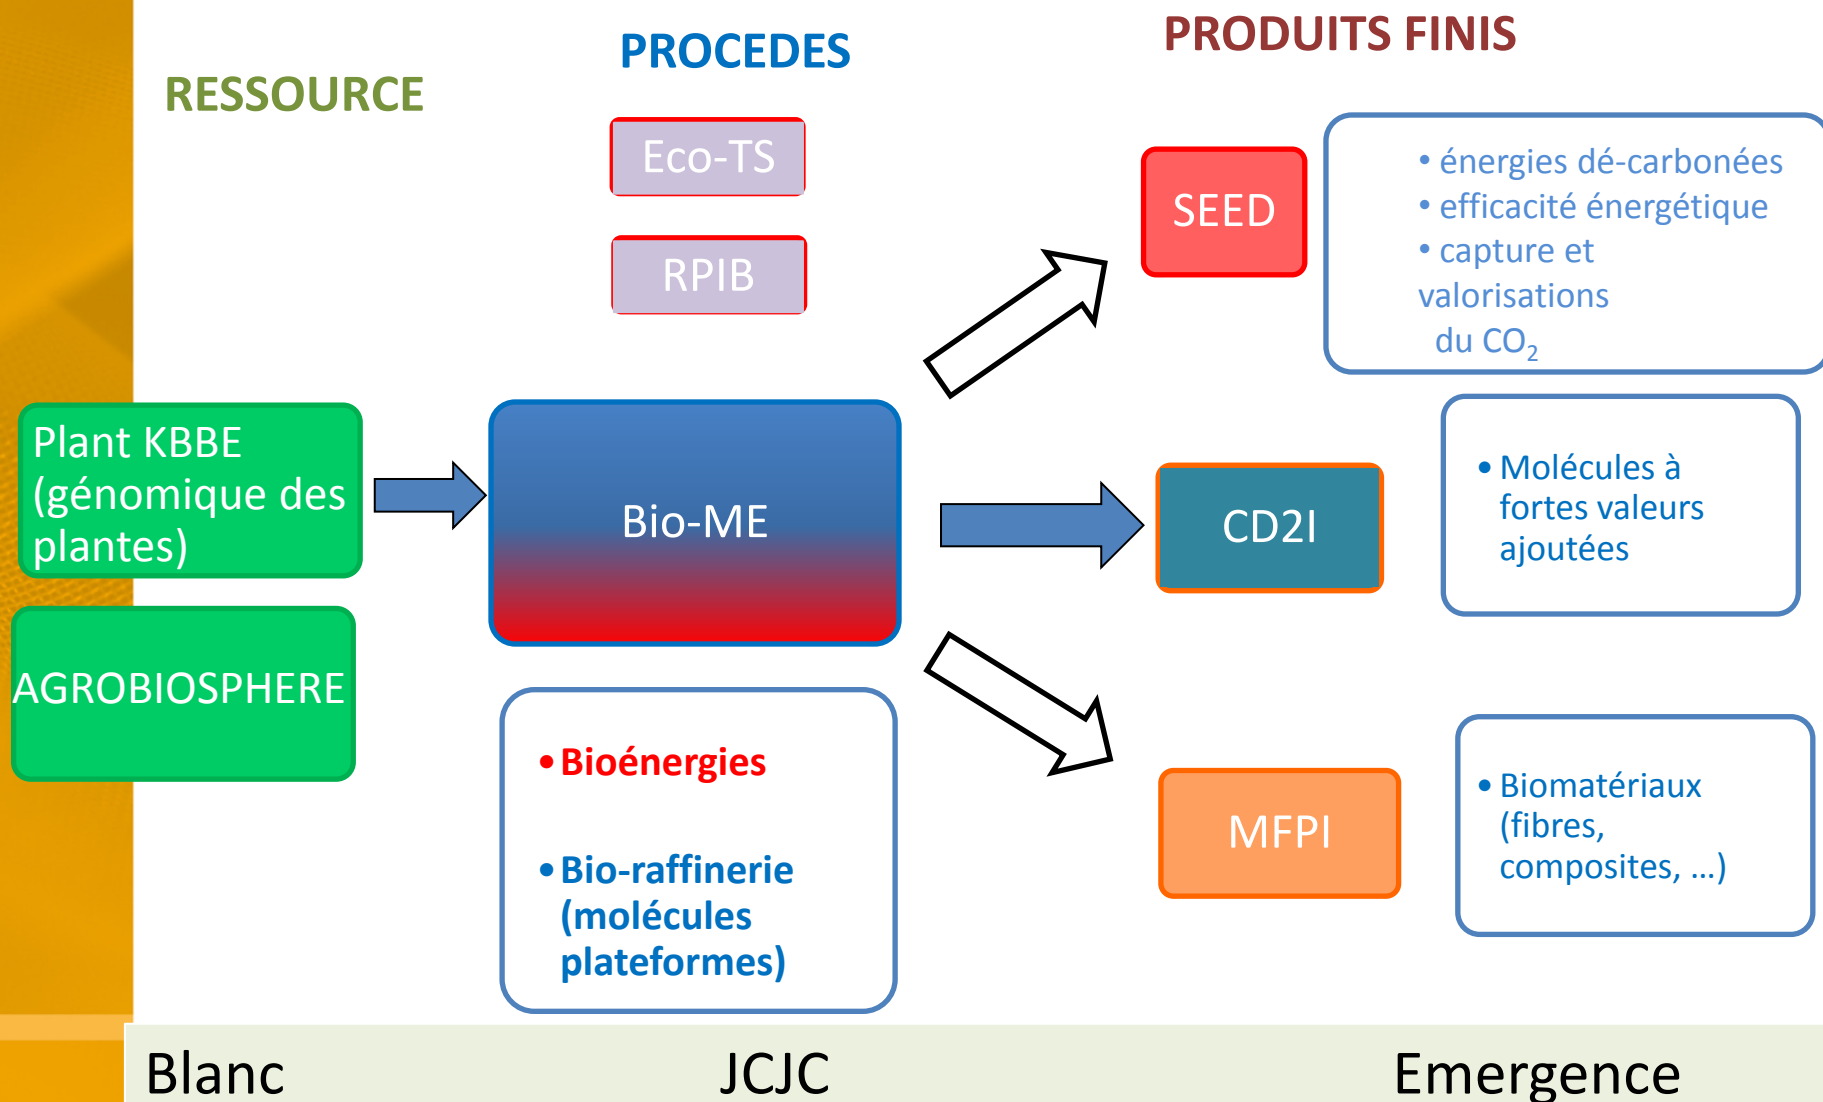 RESSOURCE
PROCEDES
PRODUITS FINIS
Eco-TS
RPIB
SEED
• énergies dé-carbonées
• efficacité énergétique
• capture et
valorisations
du CO₂
Plant KBBE
(génomique des
plantes)
Bio-ME
CD2I
• Molécules à
fortes valeurs
ajoutées
AGROBIOSPHERE
• Bioénergies
• Bio-raffinerie
(molécules
plateformes)
MFPI
• Biomatériaux
(fibres,
composites, ...)
Blanc
JCJC
Emergence